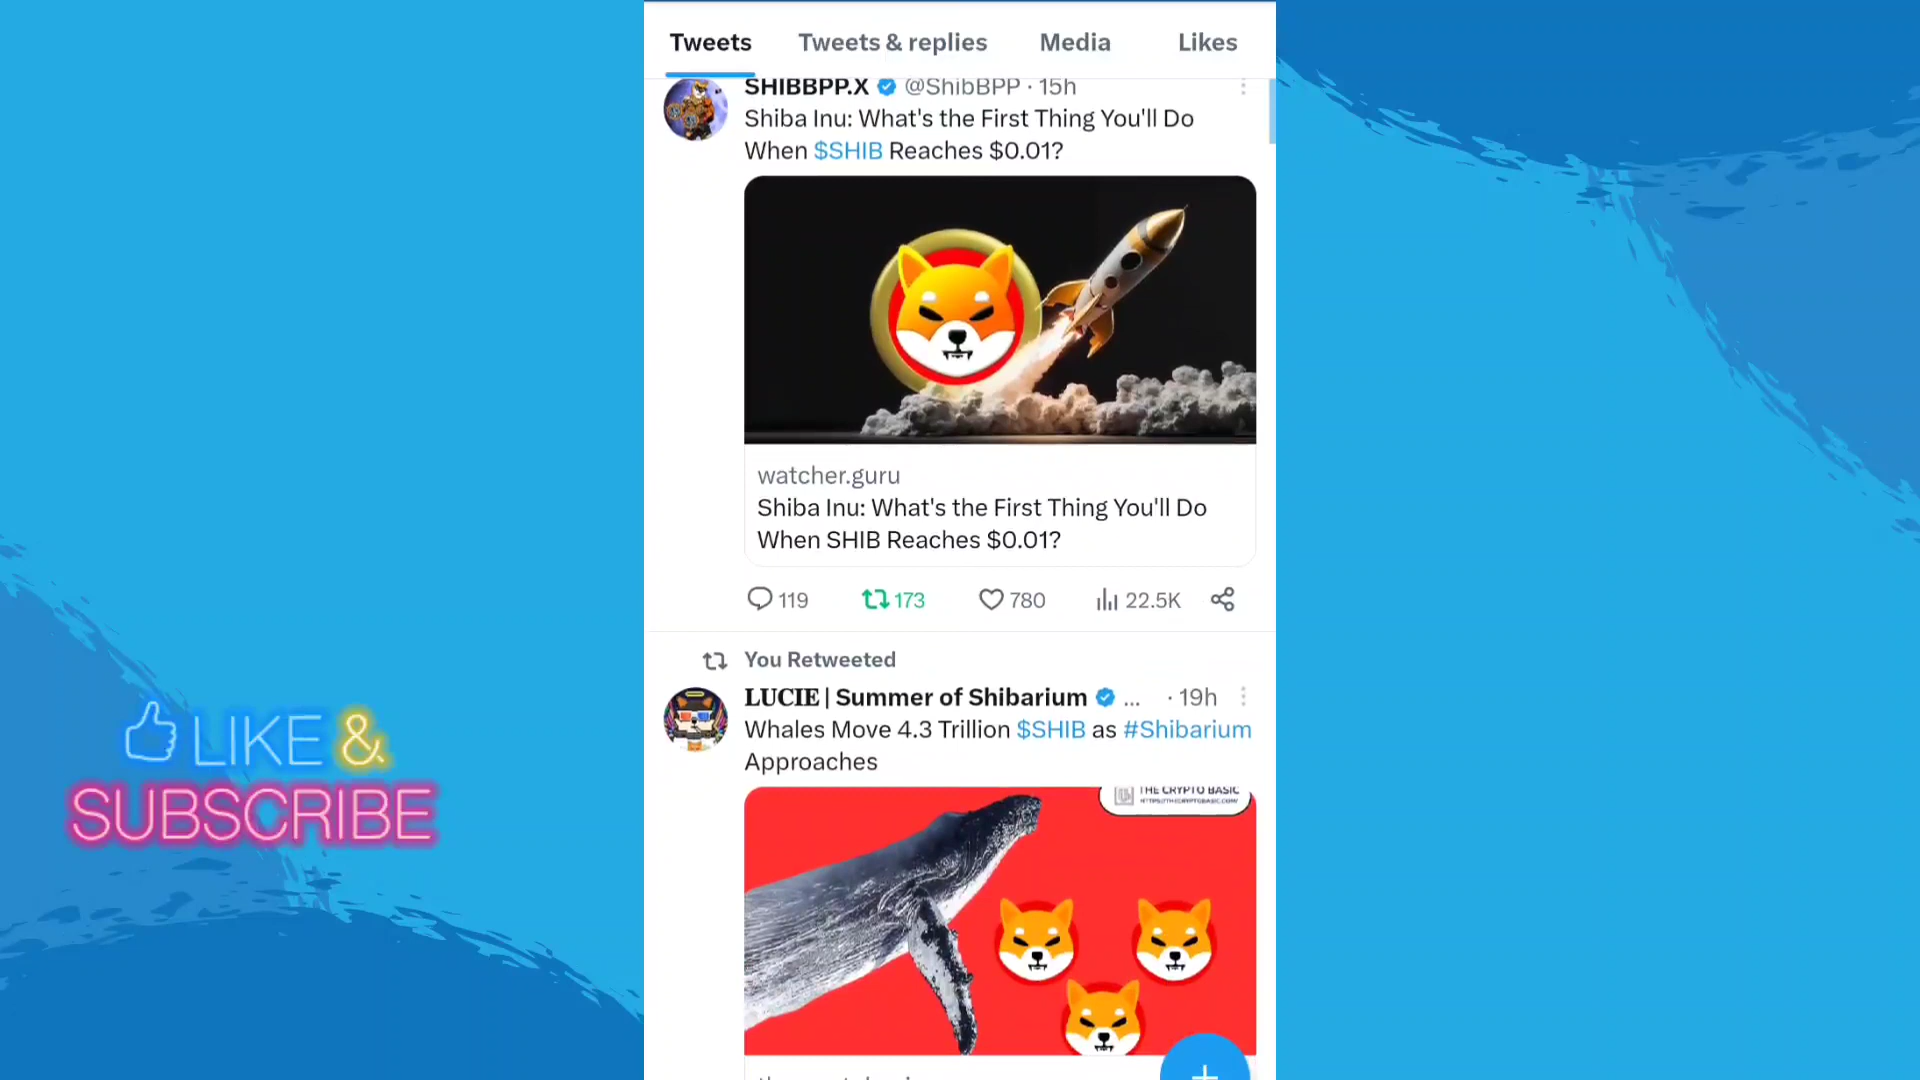 Tweets Tweets & replies Media Likes
SHIBBPP.X @ShibBPP · 15h
Shiba Inu: What's the First Thing You'll Do
When $SHIB Reaches $0.01?
watcher.guru
Shiba Inu: What's the First Thing You'll Do
When SHIB Reaches $0.01?
119 173 780 22.5K
You Retweeted
LUCIE | Summer of Shibarium ... · 19h
Whales Move 4.3 Trillion $SHIB as #Shibarium
Approaches
THE CRYPTO BASIC
LIKE &
SUBSCRIBE